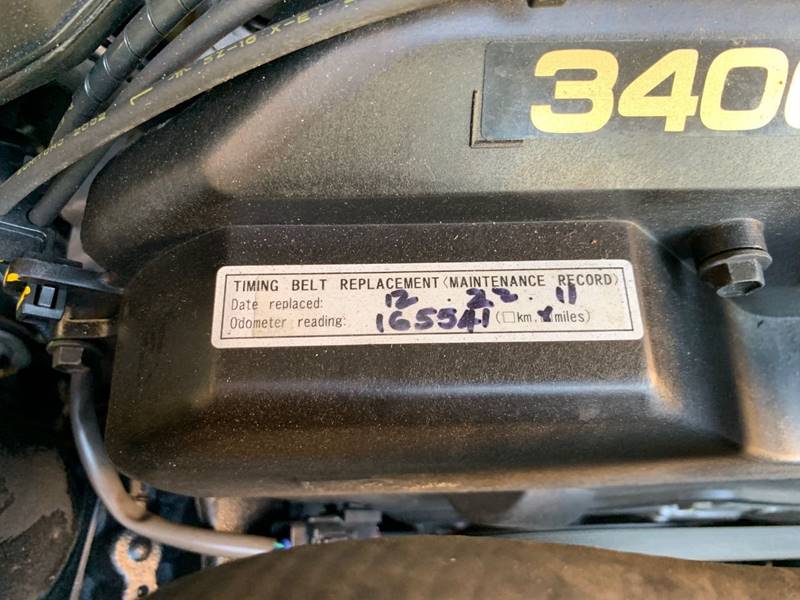 3400
TIMING BELT REPLACEMENT (MAINTENANCE RECORD)
Date replaced: 12 . 22 . 11
Odometer reading: 165541 (□km. miles)